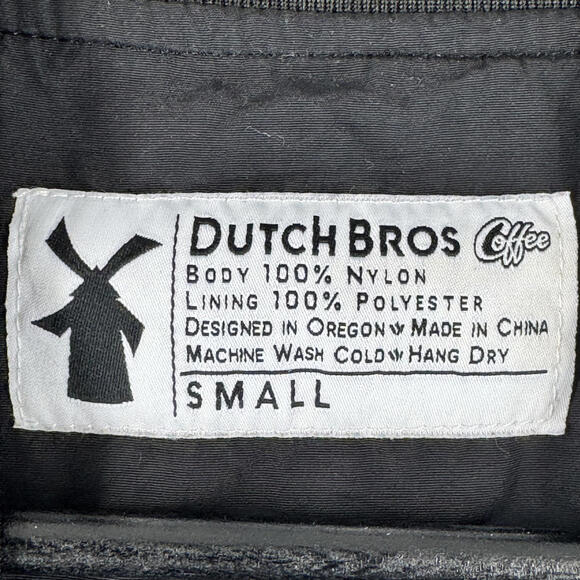 DUTCH BROS Coffee
BODY 100% NYLON
LINING 100% POLYESTER
DESIGNED IN OREGON MADE IN CHINA
MACHINE WASH COLD HANG DRY
SMALL